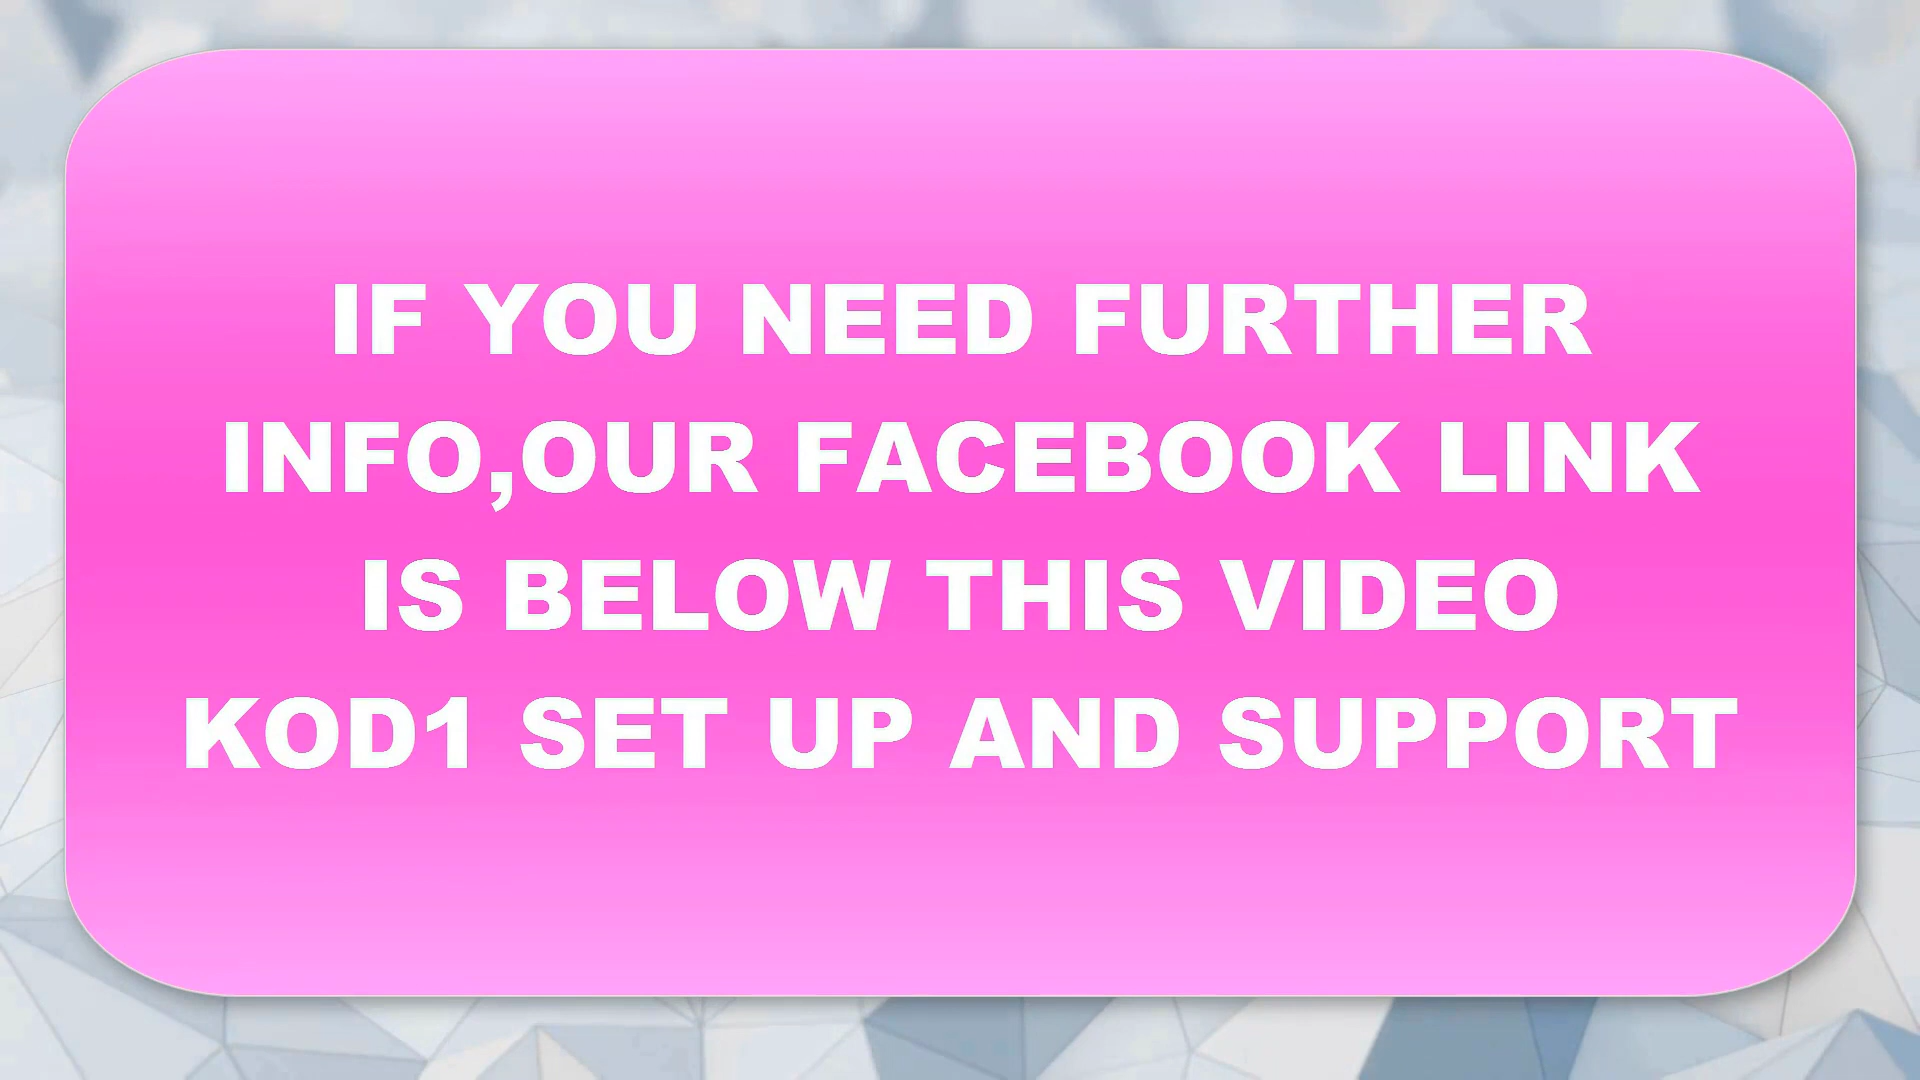 IF YOU NEED FURTHER
INFO,OUR FACEBOOK LINK
IS BELOW THIS VIDEO
KOD1 SET UP AND SUPPORT